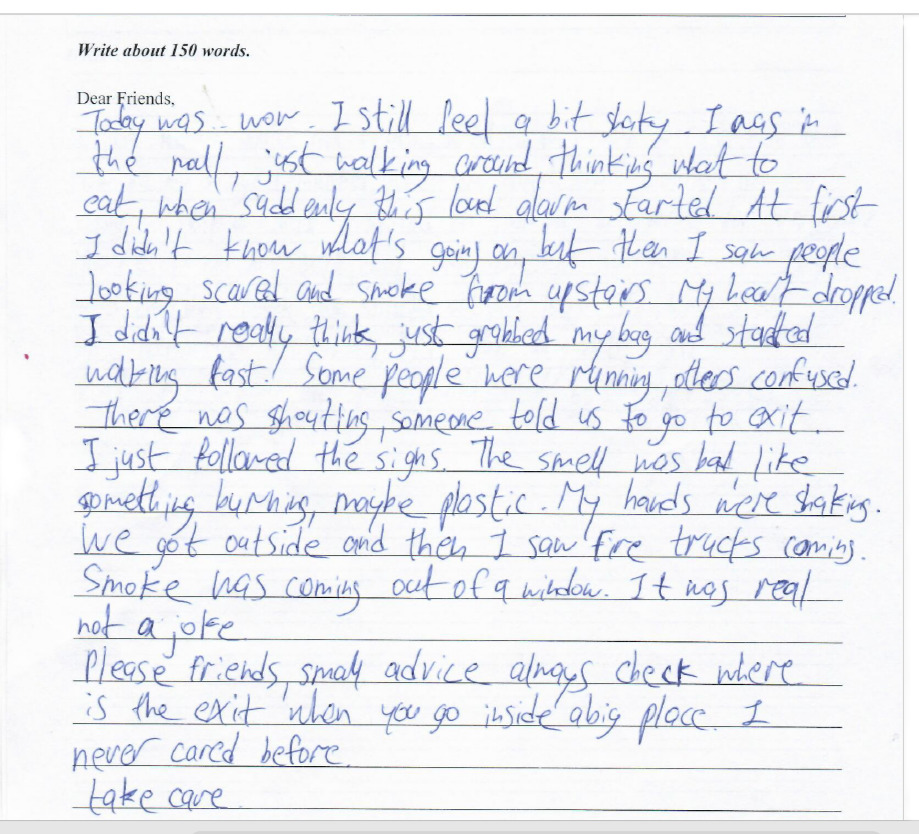 Write about 150 words.
Dear Friends,
Today was.. wow. I still feel a bit shaky. I was in
the mall, just walking around, thinking what to
eat, when suddenly this loud alarm started. At first
I didn't know what's going on, but then I saw people
looking scared and smoke from upstairs. My heart dropped.
I didn't really think, just grabbed my bag and started
walking fast! Some people were running, others confused.
There was shouting, someone told us to go to exit.
I just followed the signs. The smell was bad, like
something burning, maybe plastic. My hands were shaking.
We got outside and then I saw fire trucks coming.
Smoke was coming out of a window. It was real
not a joke
Please friends, small advice always check where
is the exit when you go inside a big place. I
never cared before.
take care